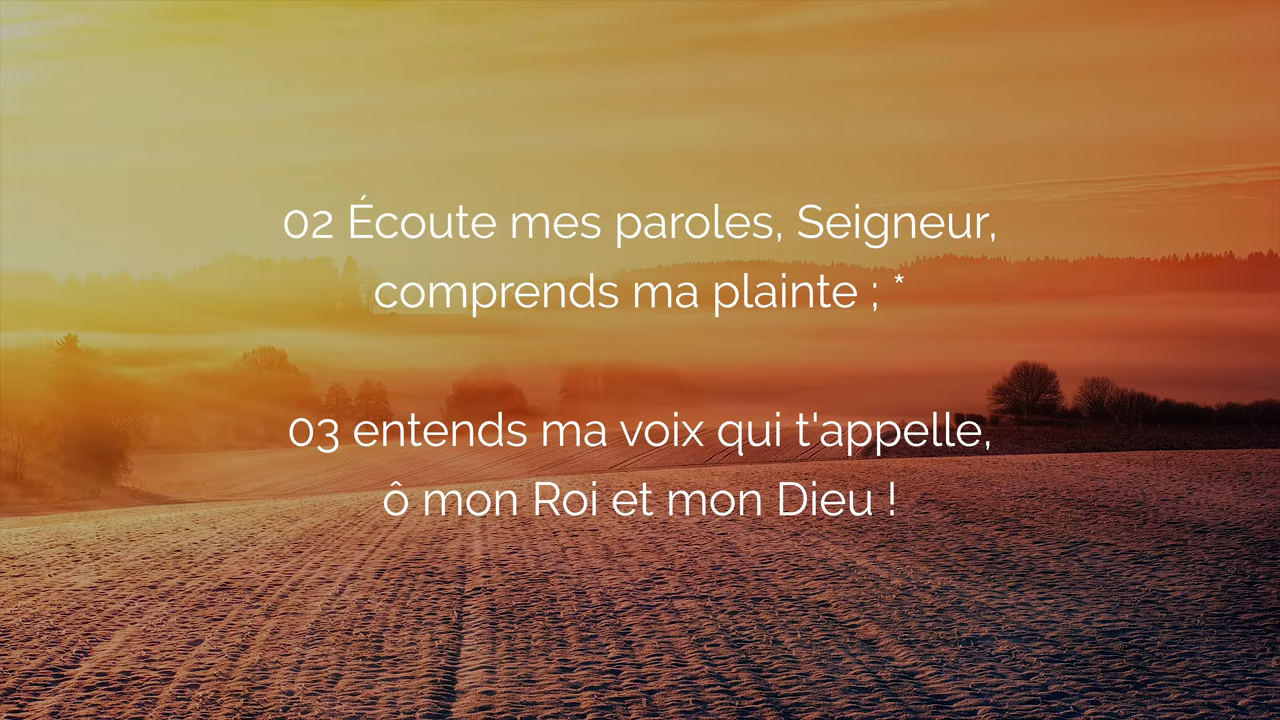 02 Écoute mes paroles, Seigneur,
comprends ma plainte ; *
03 entends ma voix qui t'appelle,
ô mon Roi et mon Dieu !